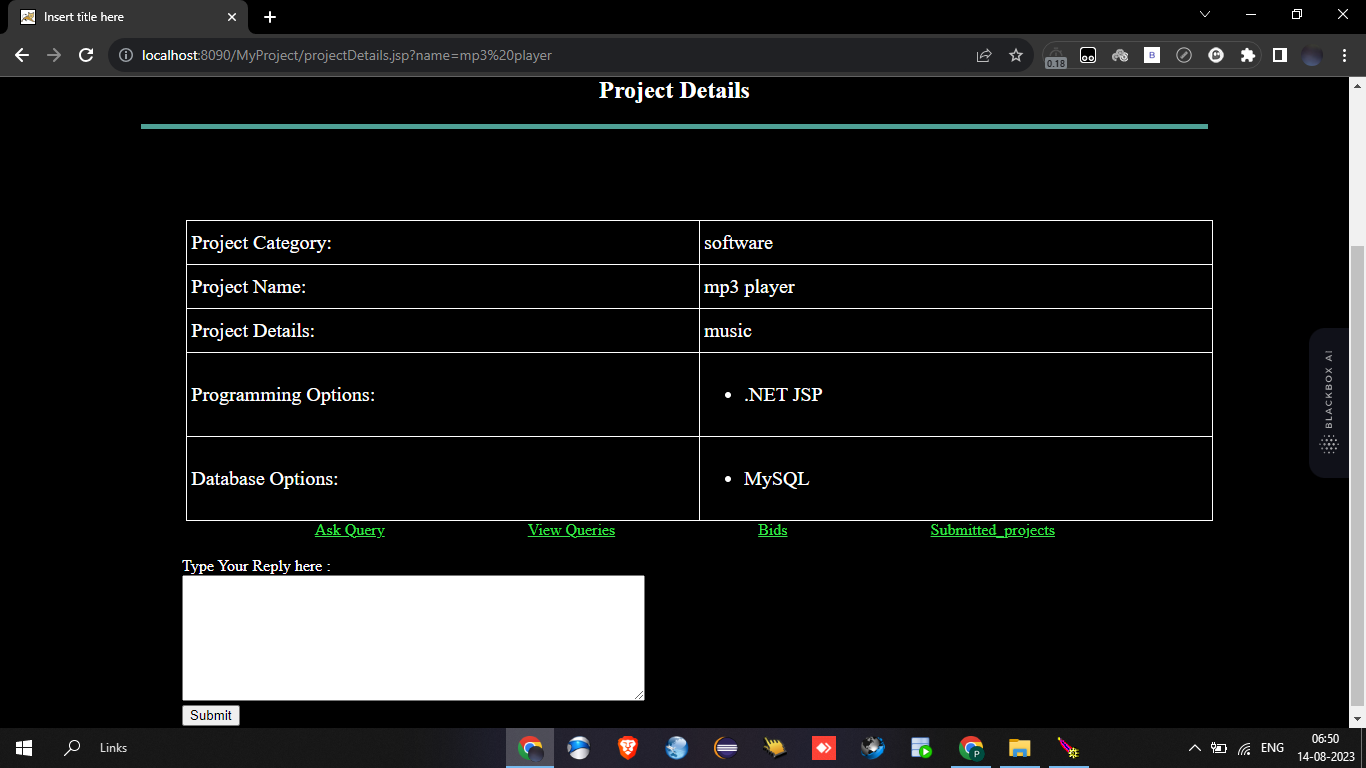 Insert title here
localhost:8090/MyProject/projectDetails.jsp?name=mp3%20player
0.18
B
Project Details
Project Category: software
Project Name: mp3 player
Project Details: music
Programming Options: • .NET JSP
Database Options: • MySQL
Ask Query View Queries Bids Submitted_projects
Type Your Reply here :
Submit
BLACKBOX AI
Links
P
ENG
06:50
14-08-2023